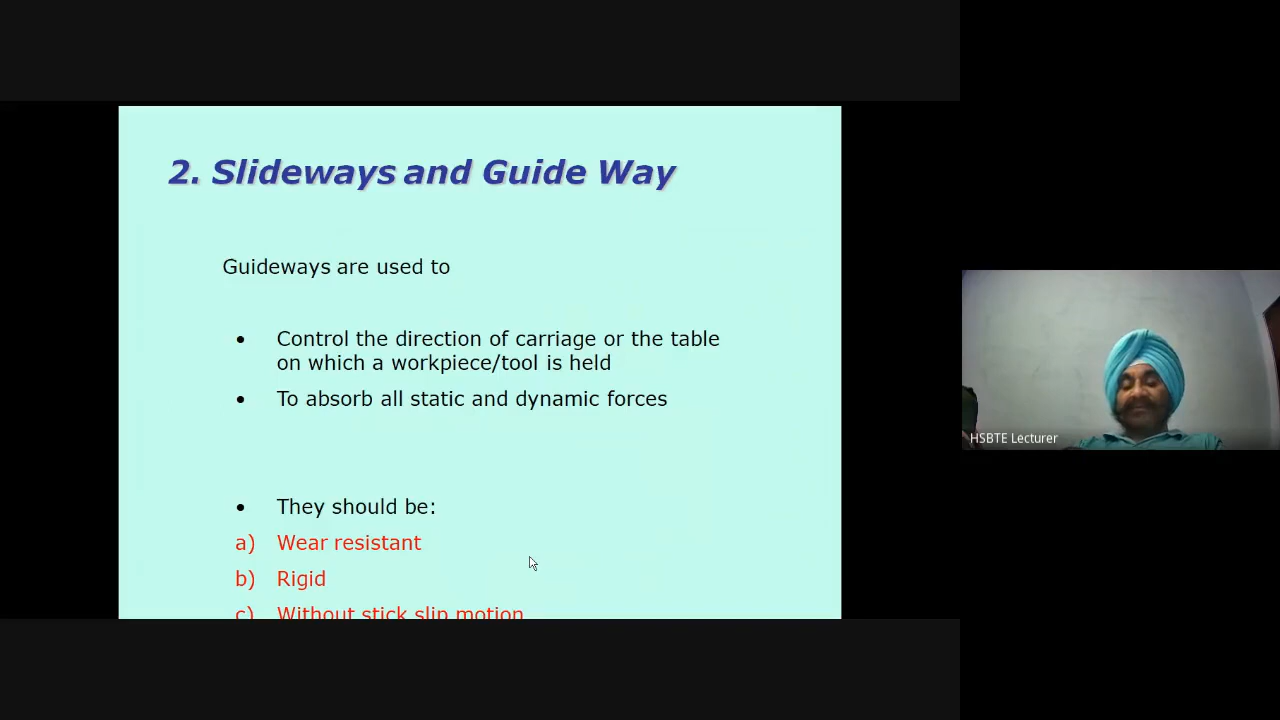 2. Slideways and Guide Way
Guideways are used to
• Control the direction of carriage or the table
on which a workpiece/tool is held
• To absorb all static and dynamic forces
• They should be:
a) Wear resistant
b) Rigid
c) Without stick slip motion
HSBTE Lecturer